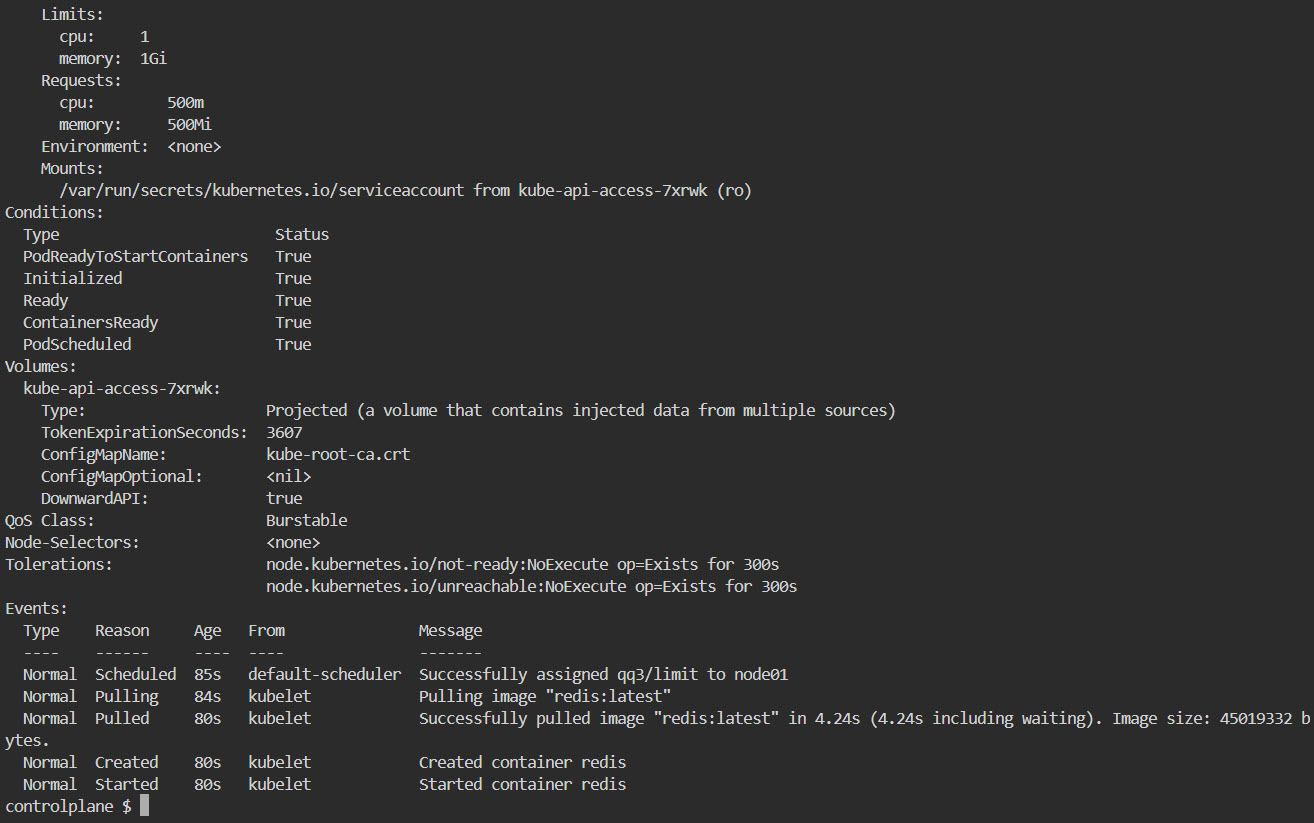 Limits:
      cpu:     1
      memory:  1Gi
    Requests:
      cpu:        500m
      memory:     500Mi
    Environment:  <none>
    Mounts:
      /var/run/secrets/kubernetes.io/serviceaccount from kube-api-access-7xrwk (ro)
Conditions:
  Type                        Status
  PodReadyToStartContainers   True
  Initialized                 True
  Ready                       True
  ContainersReady             True
  PodScheduled                True
Volumes:
  kube-api-access-7xrwk:
    Type:                    Projected (a volume that contains injected data from multiple sources)
    TokenExpirationSeconds:  3607
    ConfigMapName:           kube-root-ca.crt
    ConfigMapOptional:       <nil>
    DownwardAPI:             true
QoS Class:                   Burstable
Node-Selectors:              <none>
Tolerations:                 node.kubernetes.io/not-ready:NoExecute op=Exists for 300s
                             node.kubernetes.io/unreachable:NoExecute op=Exists for 300s
Events:
  Type    Reason     Age   From               Message
  ----    ------     ----  ----               -------
  Normal  Scheduled  85s   default-scheduler  Successfully assigned qq3/limit to node01
  Normal  Pulling    84s   kubelet            Pulling image "redis:latest"
  Normal  Pulled     80s   kubelet            Successfully pulled image "redis:latest" in 4.24s (4.24s including waiting). Image size: 45019332 b
ytes.
  Normal  Created    80s   kubelet            Created container redis
  Normal  Started    80s   kubelet            Started container redis
controlplane $